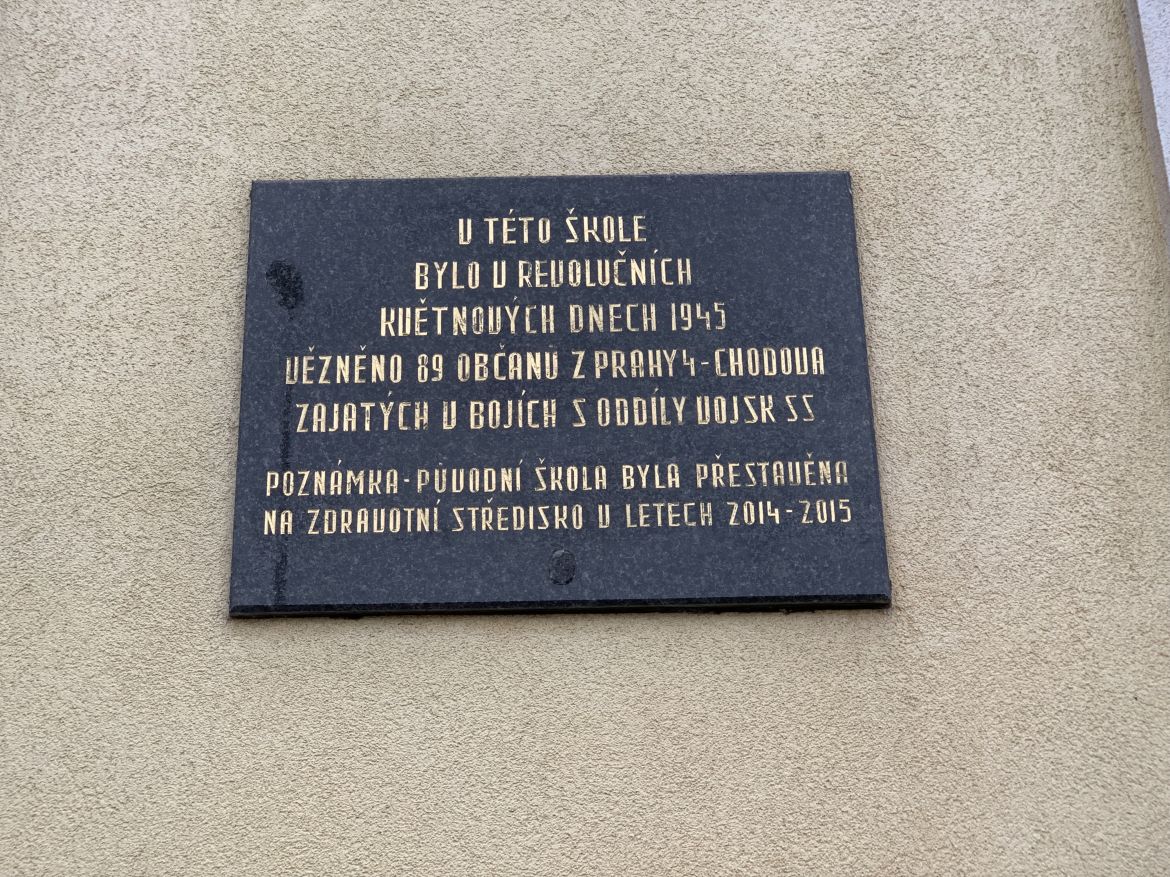 V TÉTO ŠKOLE
BYLO V REVOLUČNÍCH
KVĚTNOVÝCH DNECH 1945
VĚZNĚNO 89 OBČANŮ Z PRAHY 4-CHODOVA
ZAJATÝCH V BOJÍCH S ODDÍLY VOJSK SS
POZNÁMKA-PŮVODNÍ ŠKOLA BYLA PŘESTAVĚNA
NA ZDRAVOTNÍ STŘEDISKO V LETECH 2014-2015